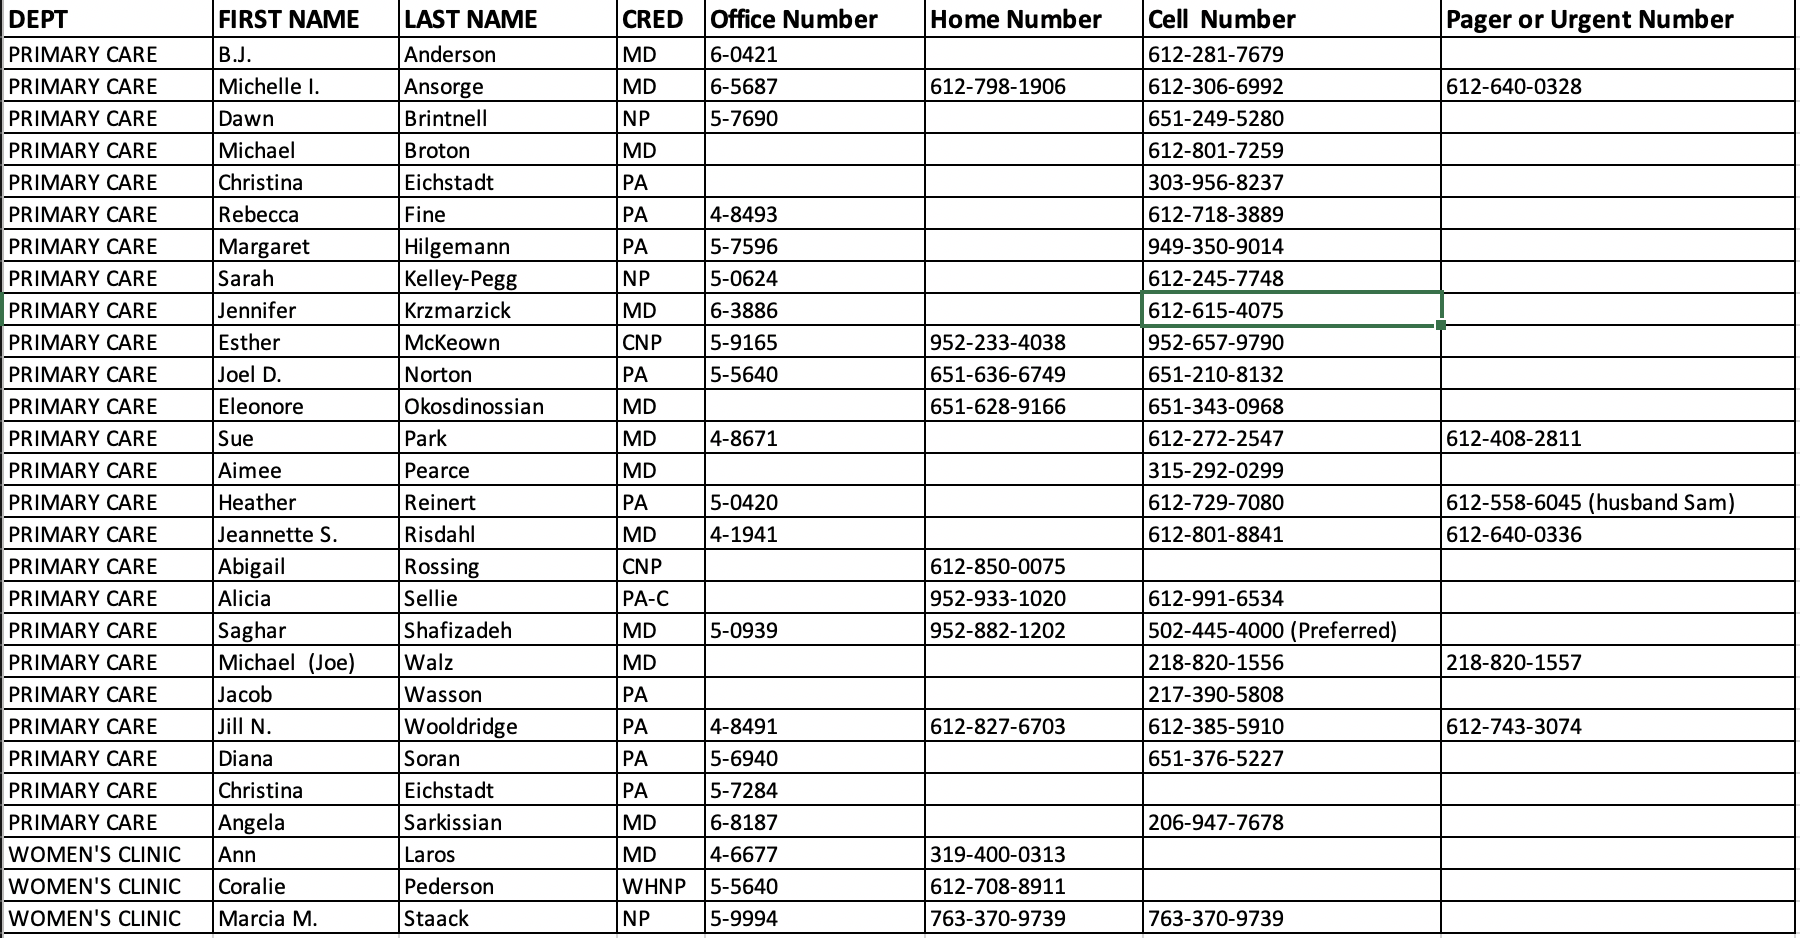 DEPT FIRST NAME LAST NAME CRED Office Number Home Number Cell  Number Pager or Urgent Number
PRIMARY CARE B.J. Anderson MD 6-0421 612-281-7679
PRIMARY CARE Michelle I. Ansorge MD 6-5687 612-798-1906 612-306-6992 612-640-0328
PRIMARY CARE Dawn Brintnell NP 5-7690 651-249-5280
PRIMARY CARE Michael Broton MD 612-801-7259
PRIMARY CARE Christina Eichstadt PA 303-956-8237
PRIMARY CARE Rebecca Fine PA 4-8493 612-718-3889
PRIMARY CARE Margaret Hilgemann PA 5-7596 949-350-9014
PRIMARY CARE Sarah Kelley-Pegg NP 5-0624 612-245-7748
PRIMARY CARE Jennifer Krzmarzick MD 6-3886 612-615-4075
PRIMARY CARE Esther McKeown CNP 5-9165 952-233-4038 952-657-9790
PRIMARY CARE Joel D. Norton PA 5-5640 651-636-6749 651-210-8132
PRIMARY CARE Eleonore Okosdinossian MD 651-628-9166 651-343-0968
PRIMARY CARE Sue Park MD 4-8671 612-272-2547 612-408-2811
PRIMARY CARE Aimee Pearce MD 315-292-0299
PRIMARY CARE Heather Reinert PA 5-0420 612-729-7080 612-558-6045 (husband Sam)
PRIMARY CARE Jeannette S. Risdahl MD 4-1941 612-801-8841 612-640-0336
PRIMARY CARE Abigail Rossing CNP 612-850-0075
PRIMARY CARE Alicia Sellie PA-C 952-933-1020 612-991-6534
PRIMARY CARE Saghar Shafizadeh MD 5-0939 952-882-1202 502-445-4000 (Preferred)
PRIMARY CARE Michael  (Joe) Walz MD 218-820-1556 218-820-1557
PRIMARY CARE Jacob Wasson PA 217-390-5808
PRIMARY CARE Jill N. Wooldridge PA 4-8491 612-827-6703 612-385-5910 612-743-3074
PRIMARY CARE Diana Soran PA 5-6940 651-376-5227
PRIMARY CARE Christina Eichstadt PA 5-7284
PRIMARY CARE Angela Sarkissian MD 6-8187 206-947-7678
WOMEN'S CLINIC Ann Laros MD 4-6677 319-400-0313
WOMEN'S CLINIC Coralie Pederson WHNP 5-5640 612-708-8911
WOMEN'S CLINIC Marcia M. Staack NP 5-9994 763-370-9739 763-370-9739